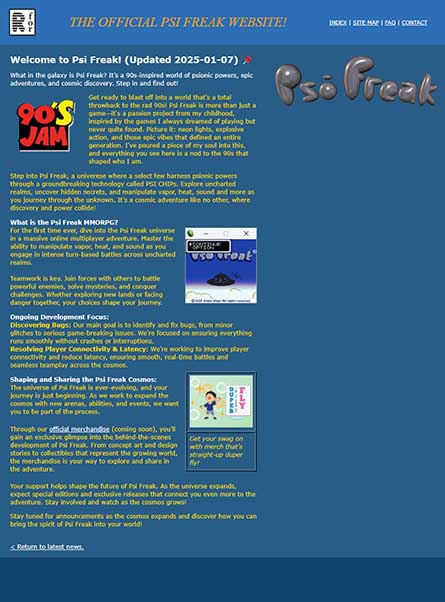 R for
THE OFFICIAL PSI FREAK WEBSITE!
INDEX | SITE MAP | FAQ | CONTACT
Welcome to Psi Freak! (Updated 2025-01-07)
Psi Freak
What in the galaxy is Psi Freak? It's a 90s-inspired world of psionic powers, epic
adventures, and cosmic discovery. Step in and find out!
90'S
JAM
Get ready to blast off into a world that's a total
throwback to the rad 90s! Psi Freak is more than just a
game—it's a passion project from my childhood,
inspired by the games I always dreamed of playing but
never quite found. Picture it: neon lights, explosive
action, and those epic vibes that defined an entire
generation. I've poured a piece of my soul into this,
and everything you see here is a nod to the 90s that
shaped who I am.
Step into Psi Freak, a universe where a select few harness psionic powers
through a groundbreaking technology called PSI CHIPs. Explore uncharted
realms, uncover hidden secrets, and manipulate vapor, heat, sound and more as
you journey through the unknown. It's a cosmic adventure like no other, where
discovery and power collide!
What is the Psi Freak MMORPG?
For the first time ever, dive into the Psi Freak universe
in a massive online multiplayer adventure. Master the
ability to manipulate vapor, heat, and sound as you
engage in intense turn-based battles across uncharted
realms.
CONTINUE
OPTION
Psi Freak
Teamwork is key. Join forces with others to battle
powerful enemies, solve mysteries, and conquer
challenges. Whether exploring new lands or facing
danger together, your choices shape your journey.
Ongoing Development Focus:
Discovering Bugs: Our main goal is to identify and fix bugs, from minor
glitches to serious game-breaking issues. We're focused on ensuring everything
runs smoothly without crashes or interruptions.
Resolving Player Connectivity & Latency: We're working to improve player
connectivity and reduce latency, ensuring smooth, real-time battles and
seamless teamplay across the cosmos.
Shaping and Sharing the Psi Freak Cosmos:
The universe of Psi Freak is ever-evolving, and your
journey is just beginning. As we work to expand the
cosmos with new arenas, abilities, and events, we want
you to be part of the process.
SUPER
DUPER
FLY
Get your swag on
with merch that's
straight-up duper
fly!
Through our official merchandise (coming soon), you'll
gain an exclusive glimpse into the behind-the-scenes
development of Psi Freak. From concept art and design
stories to collectibles that represent the growing world,
the merchandise is your way to explore and share in
the adventure.
Your support helps shape the future of Psi Freak. As the universe expands,
expect special editions and exclusive releases that connect you even more to the
adventure. Stay involved and watch as the cosmos grows!
Stay tuned for announcements as the cosmos expands and discover how you can
bring the spirit of Psi Freak into your world!
< Return to latest news.